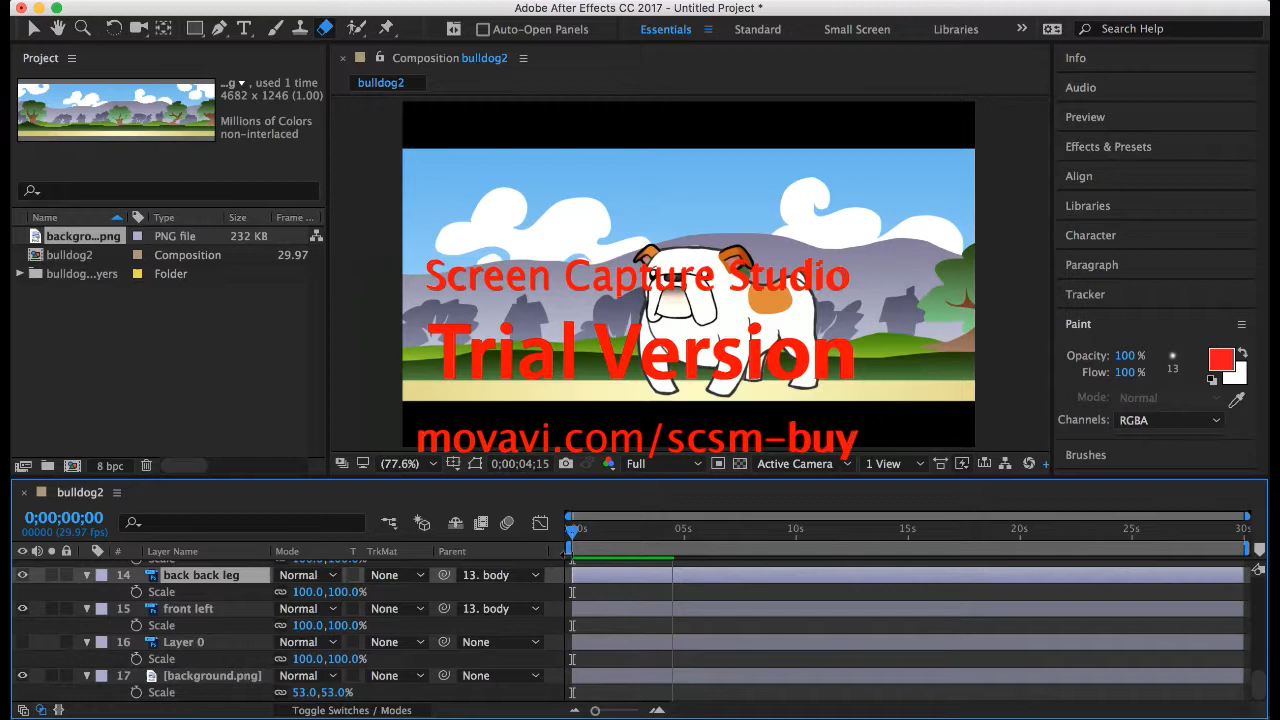 Adobe After Effects CC 2017 - Untitled Project *
Auto-Open Panels
Essentials
Standard
Small Screen
Libraries
Search Help
Project
...g , used 1 time
4682 x 1246 (1.00)
Millions of Colors
non-interlaced
Name
Type
Size
Frame ...
backgro...png
PNG file
232 KB
bulldog2
Composition
29.97
bulldog...yers
Folder
8 bpc
Composition bulldog2
bulldog2
Screen Capture Studio
Trial Version
movavi.com/scsm-buy
(77.6%)
0;00;04;15
Full
Active Camera
1 View
Info
Audio
Preview
Effects & Presets
Align
Libraries
Character
Paragraph
Tracker
Paint
Opacity: 100 %
Flow: 100 %
13
Mode: Normal
Channels: RGBA
Brushes
bulldog2
0;00;00;00
00000 (29.97 fps)
0s 05s 10s 15s 20s 25s 30s
# Layer Name Mode T TrkMat Parent
14 back back leg Normal None 13. body
Scale 100.0,100.0%
15 front left Normal None 13. body
Scale 100.0,100.0%
16 Layer 0 Normal None None
Scale 100.0,100.0%
17 [background.png] Normal None None
Scale 53.0,53.0%
Toggle Switches / Modes